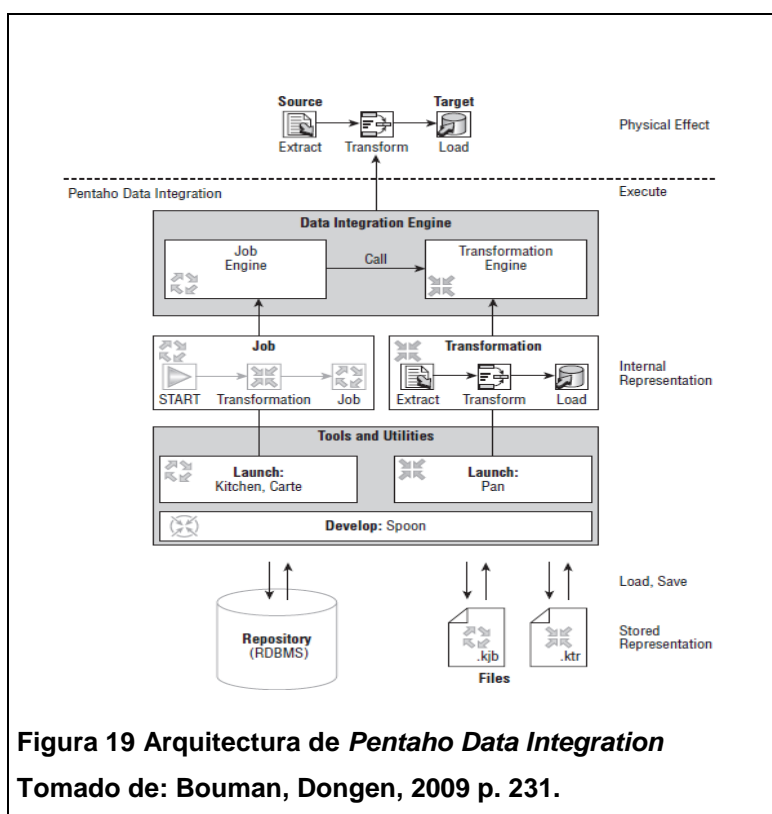 Source Target
Physical Effect
Extract Transform Load
Pentaho Data Integration
Execute
Data Integration Engine
Job
Engine
Call
Transformation
Engine
Job
START Transformation Job
Transformation
Extract Transform Load
Internal
Representation
Tools and Utilities
Launch:
Kitchen, Carte
Launch:
Pan
Develop: Spoon
Load, Save
Repository
(RDBMS)
.kjb
.ktr
Files
Stored
Representation
Figura 19 Arquitectura de Pentaho Data Integration
Tomado de: Bouman, Dongen, 2009 p. 231.